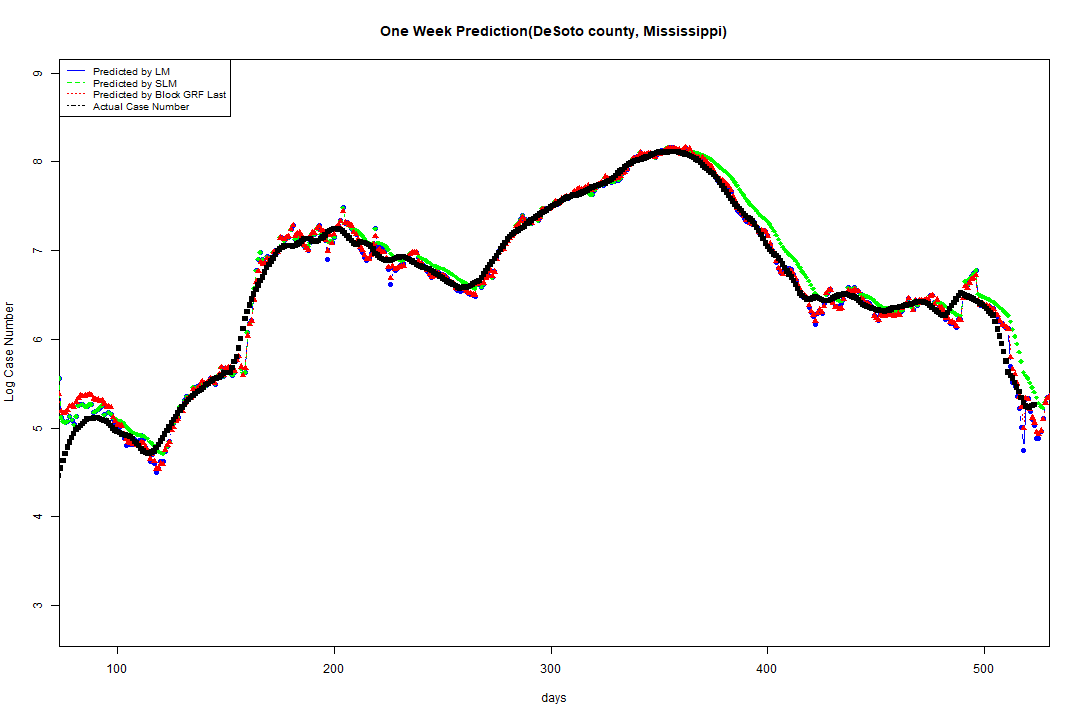 One Week Prediction(DeSoto county, Mississippi)
Predicted by LM
Predicted by SLM
Predicted by Block GRF Last
Actual Case Number
9
8
7
6
5
4
3
Log Case Number
100 200 300 400 500
days